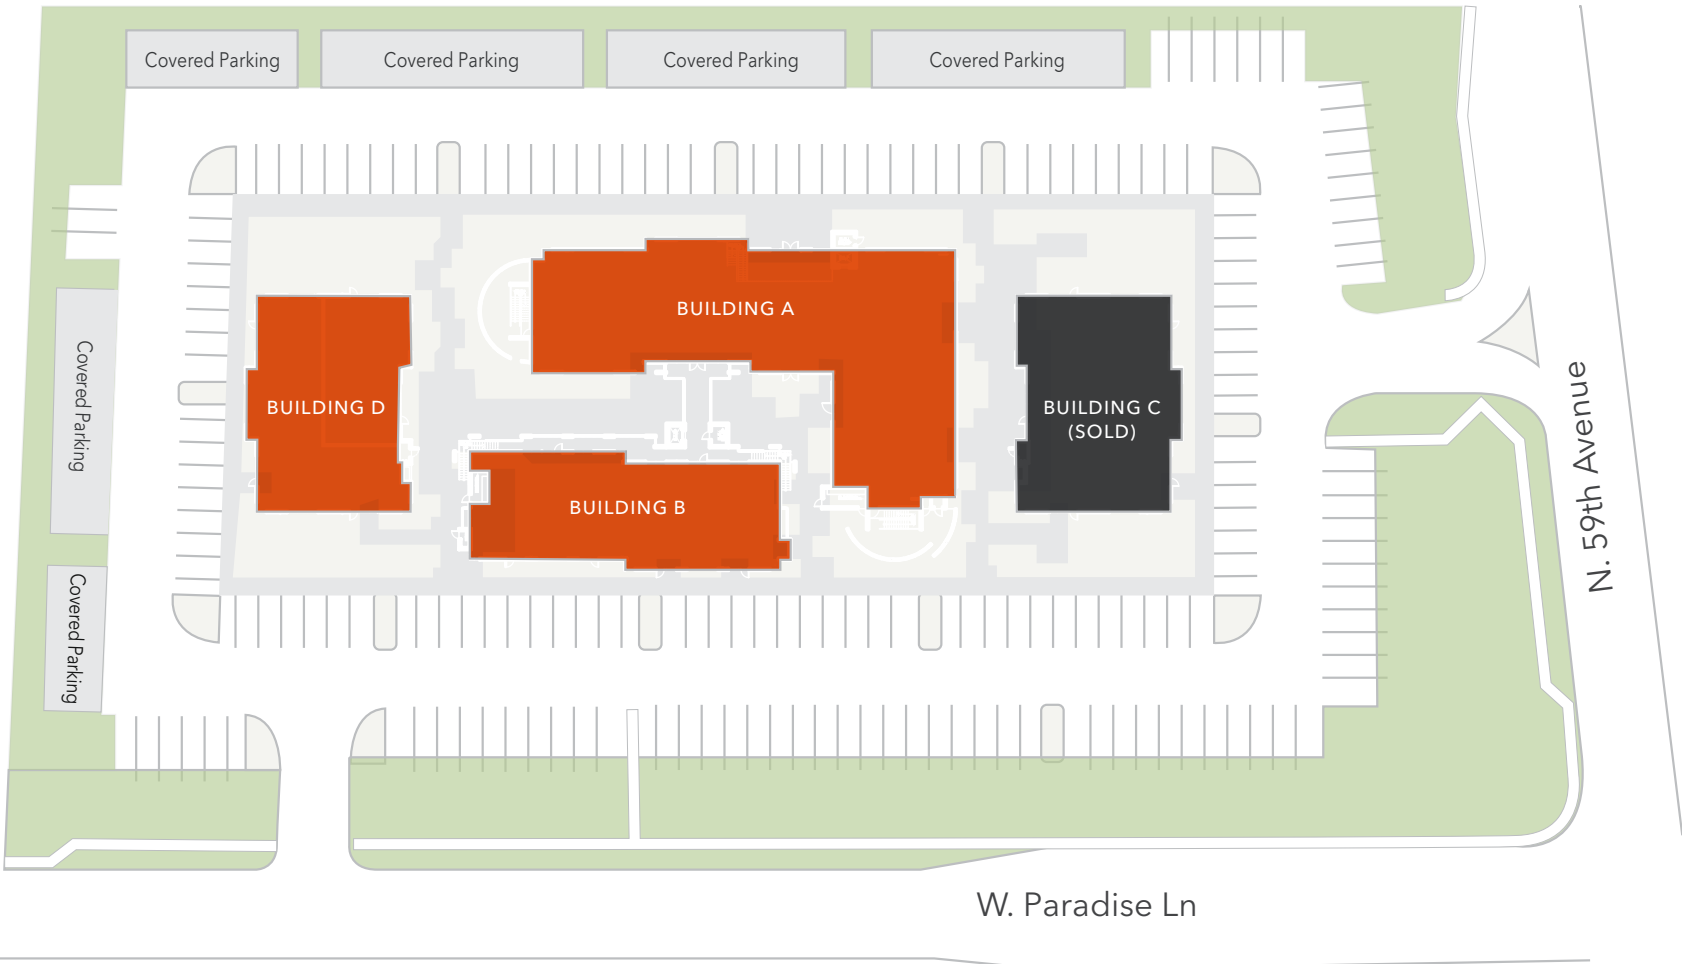 Covered Parking
Covered Parking
Covered Parking
Covered Parking
BUILDING A
Covered Parking
BUILDING D
BUILDING C
(SOLD)
N. 59th Avenue
BUILDING B
Covered Parking
W. Paradise Ln